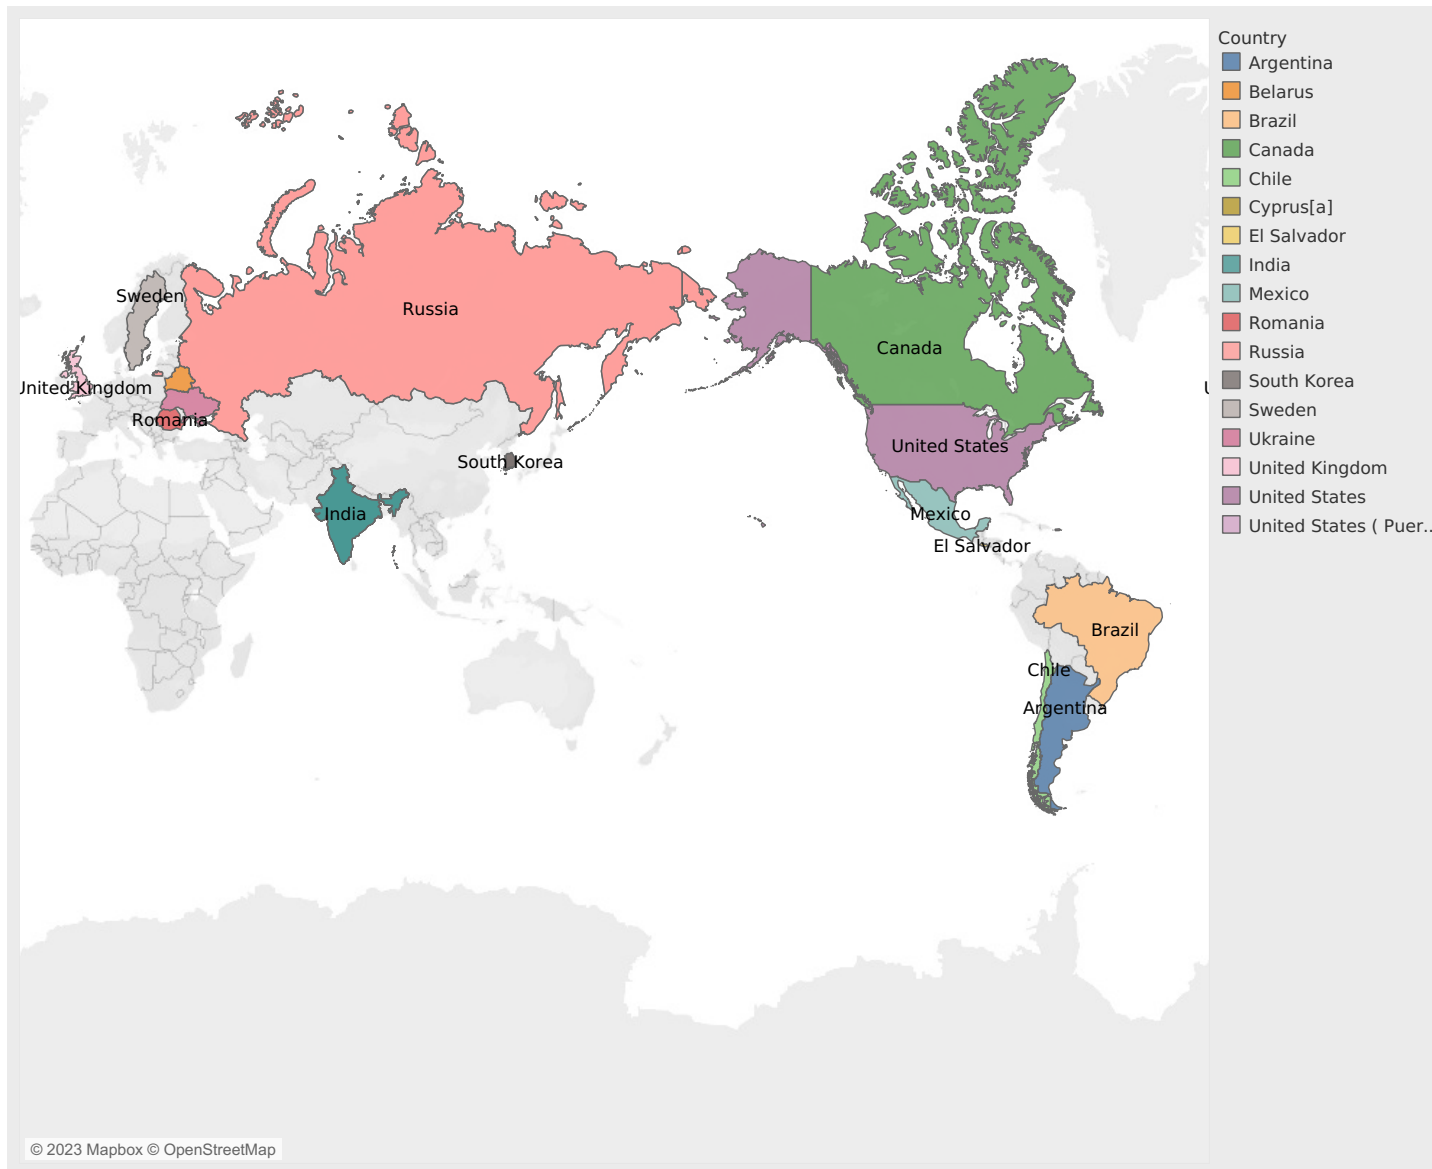 Country
Argentina
Belarus
Brazil
Canada
Chile
Cyprus[a]
El Salvador
India
Mexico
Romania
Russia
South Korea
Sweden
Ukraine
United Kingdom
United States
United States ( Puer..
Sweden
Russia
Canada
United Kingdom
Romania
United States
South Korea
India
Mexico
El Salvador
Brazil
Chile
Argentina
© 2023 Mapbox © OpenStreetMap